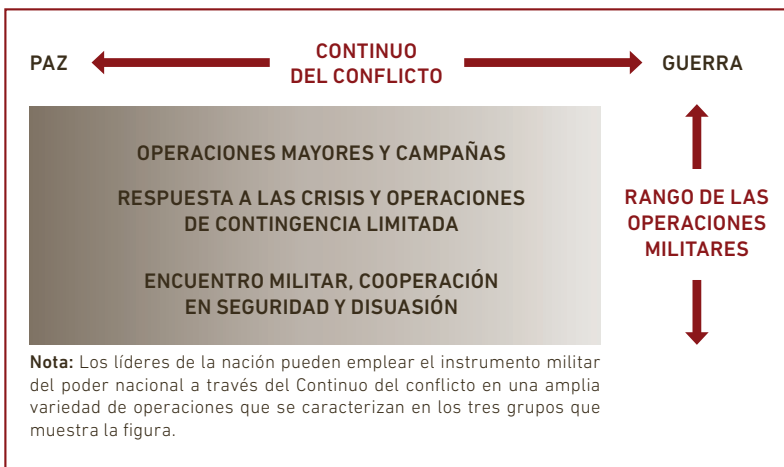 PAZ
CONTINUO
DEL CONFLICTO
GUERRA
OPERACIONES MAYORES Y CAMPAÑAS
RESPUESTA A LAS CRISIS Y OPERACIONES
DE CONTINGENCIA LIMITADA
ENCUENTRO MILITAR, COOPERACIÓN
EN SEGURIDAD Y DISUASIÓN
RANGO DE LAS
OPERACIONES
MILITARES
Nota: Los líderes de la nación pueden emplear el instrumento militar
del poder nacional a través del Continuo del conflicto en una amplia
variedad de operaciones que se caracterizan en los tres grupos que
muestra la figura.